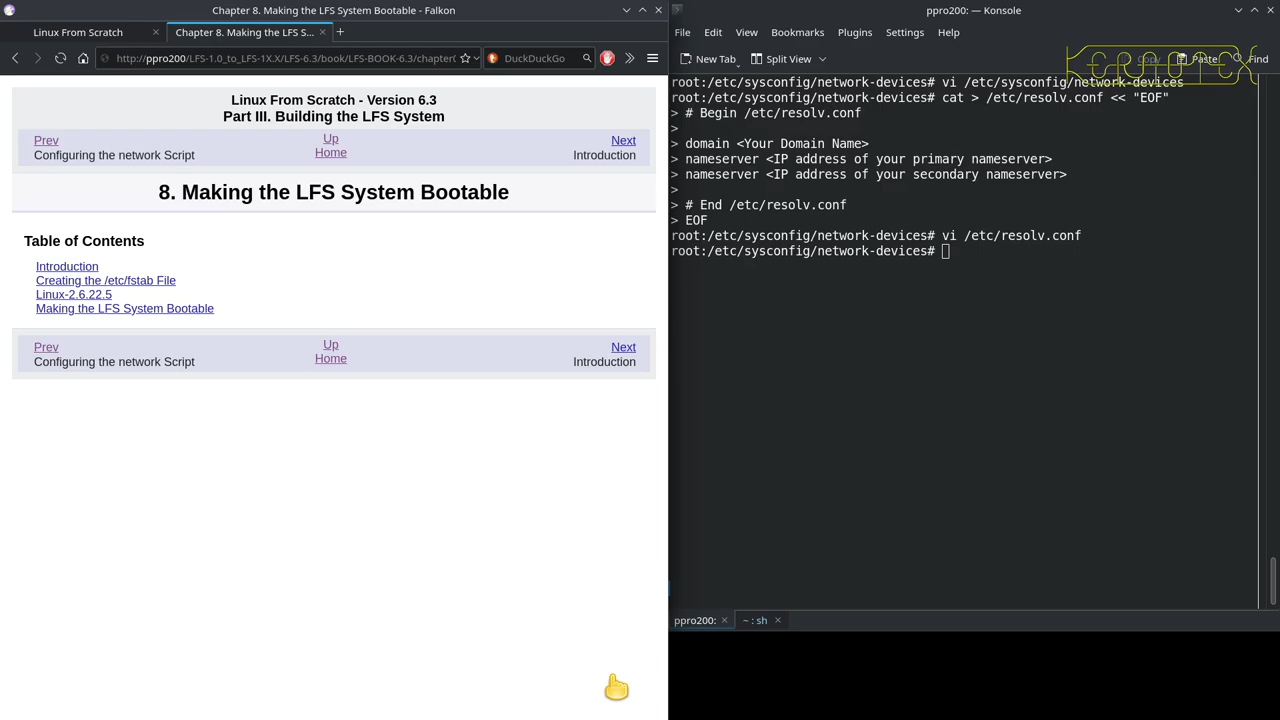 Chapter 8. Making the LFS System Bootable - Falkon
Linux From Scratch
Chapter 8. Making the LFS S...
http://ppro200/LFS-1.0_to_LFS-1X.X/LFS-6.3/book/LFS-BOOK-6.3/chapter(
DuckDuckGo
Linux From Scratch - Version 6.3
Part III. Building the LFS System
Prev Up Next
Configuring the network Script Home Introduction
8. Making the LFS System Bootable
Table of Contents
Introduction
Creating the /etc/fstab File
Linux-2.6.22.5
Making the LFS System Bootable
Prev Up Next
Configuring the network Script Home Introduction
ppro200: — Konsole
File Edit View Bookmarks Plugins Settings Help
New Tab Split View Copy Paste Find
root:/etc/sysconfig/network-devices# vi /etc/sysconfig/network-devices
root:/etc/sysconfig/network-devices# cat > /etc/resolv.conf << "EOF"
> # Begin /etc/resolv.conf
>
> domain <Your Domain Name>
> nameserver <IP address of your primary nameserver>
> nameserver <IP address of your secondary nameserver>
>
> # End /etc/resolv.conf
> EOF
root:/etc/sysconfig/network-devices# vi /etc/resolv.conf
root:/etc/sysconfig/network-devices#
ppro200:
~ : sh